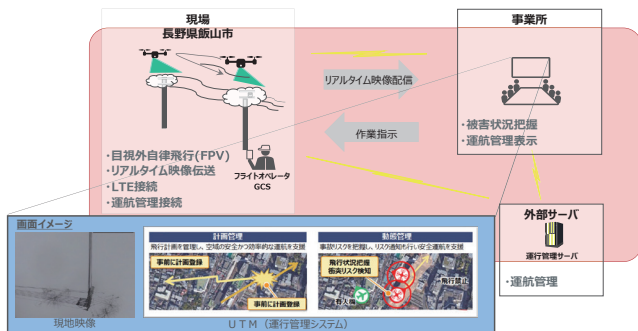 現場
長野県飯山市
・目視外自律飛行(FPV)
・リアルタイム映像伝送
・LTE接続
・運航管理接続
フライトオペレータ
GCS
リアルタイム映像配信
作業指示
事業所
・被害状況把握
・運航管理表示
外部サーバ
運行管理サーバ
・運航管理
画面イメージ
現地映像
計画管理
飛行計画を管理し、空域の安全かつ効率的な運航を支援
事前に計画登録
事前に計画登録
動態管理
事故リスクを把握し、リスク通知も行い安全運航を支援
飛行状況把握
衝突リスク検知
飛行禁止
有人機
UTM（運行管理システム）